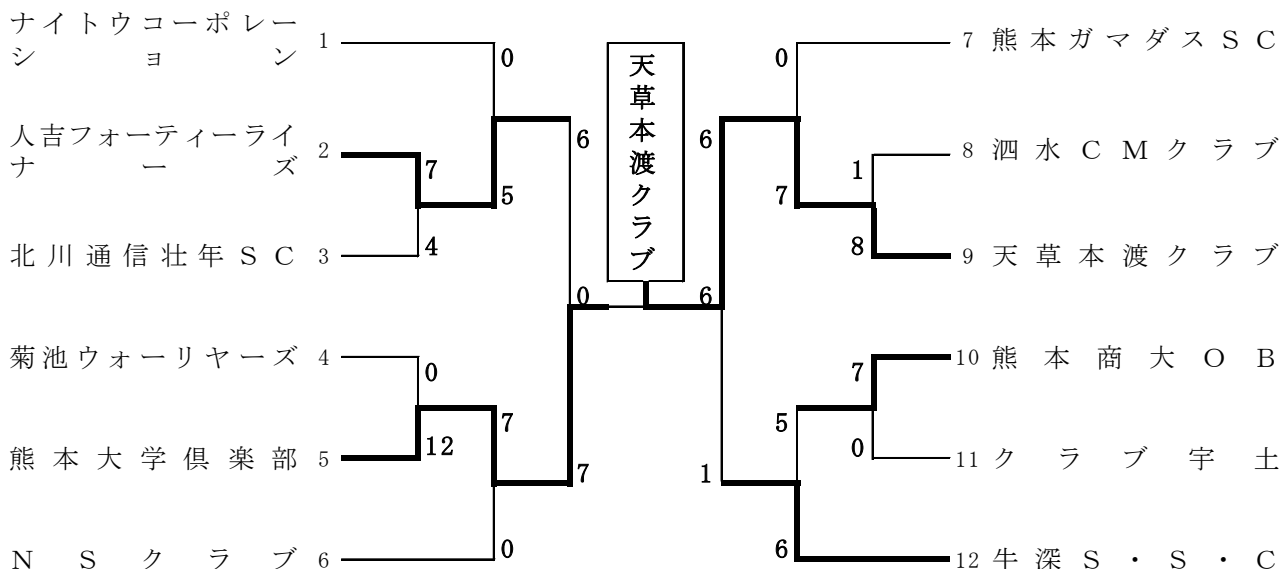 ナイトウコーポレー
ション
1
0
人吉フォーティーライ
ナーズ
2
7
5
6
北川通信壮年SC
3
4
0
菊池ウォーリヤーズ
4
0
7
熊本大学倶楽部
5
12
7
NSクラブ
6
0
天草本渡クラブ
7 熊本ガマダスSC
0
6
8 泗水CMクラブ
1
7
9 天草本渡クラブ
8
6
10 熊本商大OB
7
5
11 クラブ宇土
0
1
12 牛深S・S・C
6